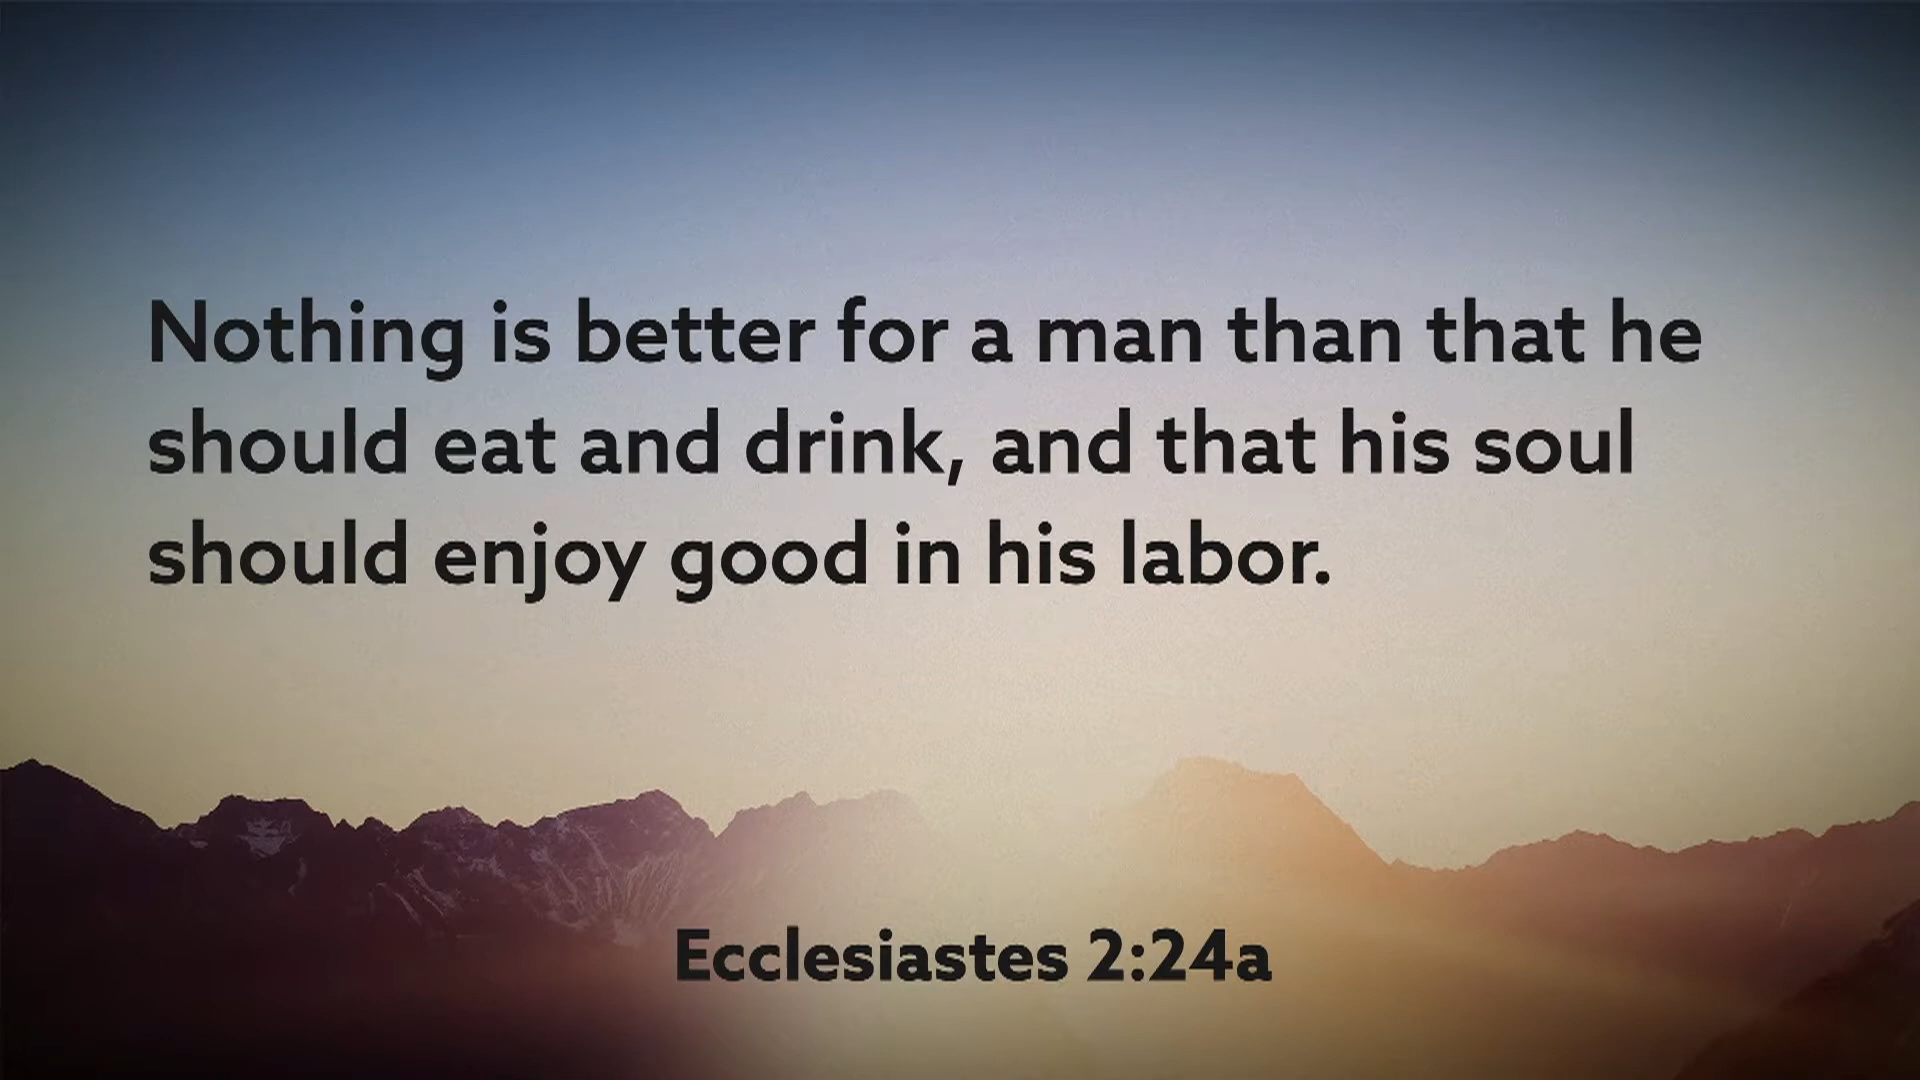 Nothing is better for a man than that he
should eat and drink, and that his soul
should enjoy good in his labor.
Ecclesiastes 2:24a